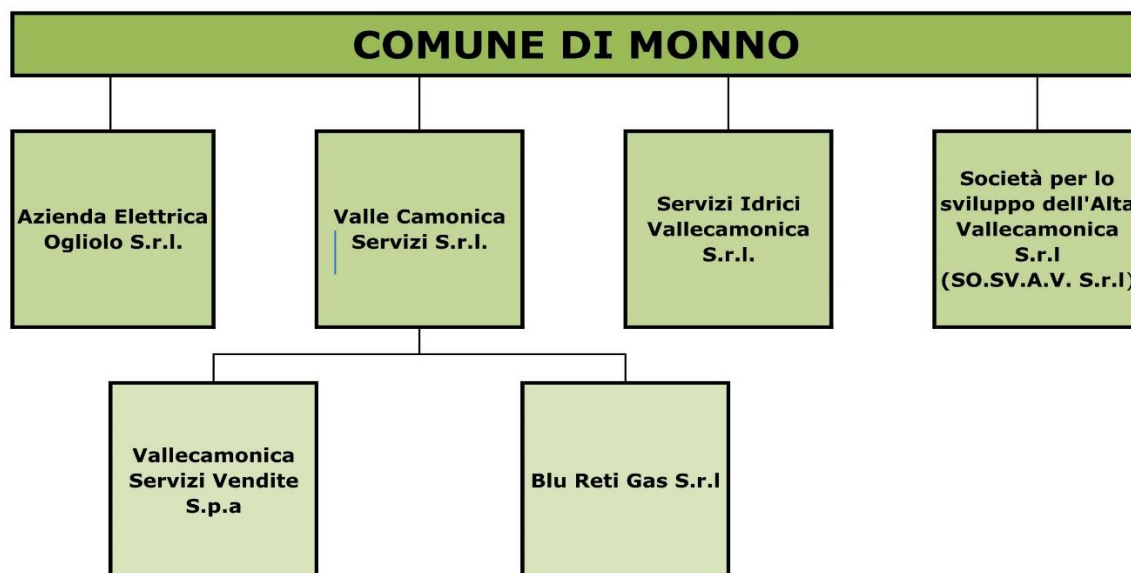 COMUNE DI MONNO
Azienda Elettrica
Ogliolo S.r.l.
Valle Camonica
Servizi S.r.l.
Servizi Idrici
Vallecamonica
S.r.l.
Società per lo
sviluppo dell'Alta
Vallecamonica
S.r.l
(SO.SV.A.V. S.r.l)
Vallecamonica
Servizi Vendite
S.p.a
Blu Reti Gas S.r.l